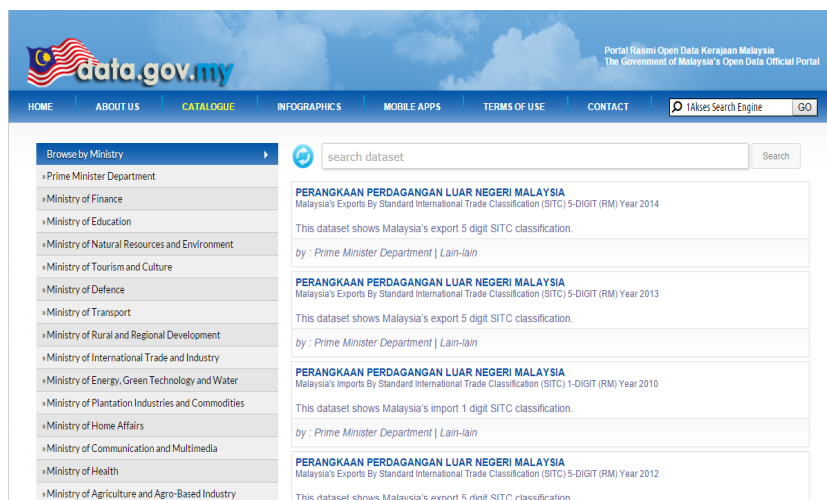 data.gov.my
Portal Rasmi Open Data Kerajaan Malaysia
The Govenment of Malaysia's Open Data Official Portal
HOME ABOUT US CATALOGUE INFOGRAPHICS MOBILE APPS TERMS OF USE CONTACT 1Akses Search Engine GO
Browse by Ministry
»Prime Minister Department
»Ministry of Finance
»Ministry of Education
»Ministry of Natural Resources and Environment
»Ministry of Tourism and Culture
»Ministry of Defence
»Ministry of Transport
»Ministry of Rural and Regional Development
»Ministry of International Trade and Industry
»Ministry of Energy, Green Technology and Water
»Ministry of Plantation Industries and Commodities
»Ministry of Home Affairs
»Ministry of Communication and Multimedia
»Ministry of Health
»Ministry of Agriculture and Agro-Based Industry
search dataset Search
PERANGKAAN PERDAGANGAN LUAR NEGERI MALAYSIA
Malaysia's Exports By Standard International Trade Classification (SITC) 5-DIGIT (RM) Year 2014
This dataset shows Malaysia's export 5 digit SITC classification.
by : Prime Minister Department | Lain-lain
PERANGKAAN PERDAGANGAN LUAR NEGERI MALAYSIA
Malaysia's Exports By Standard International Trade Classification (SITC) 5-DIGIT (RM) Year 2013
This dataset shows Malaysia's export 5 digit SITC classification.
by : Prime Minister Department | Lain-lain
PERANGKAAN PERDAGANGAN LUAR NEGERI MALAYSIA
Malaysia's Imports By Standard International Trade Classification (SITC) 1-DIGIT (RM) Year 2010
This dataset shows Malaysia's import 1 digit SITC classification.
by : Prime Minister Department | Lain-lain
PERANGKAAN PERDAGANGAN LUAR NEGERI MALAYSIA
Malaysia's Exports By Standard International Trade Classification (SITC) 5-DIGIT (RM) Year 2012
This dataset shows Malaysia's export 5 digit SITC classification.